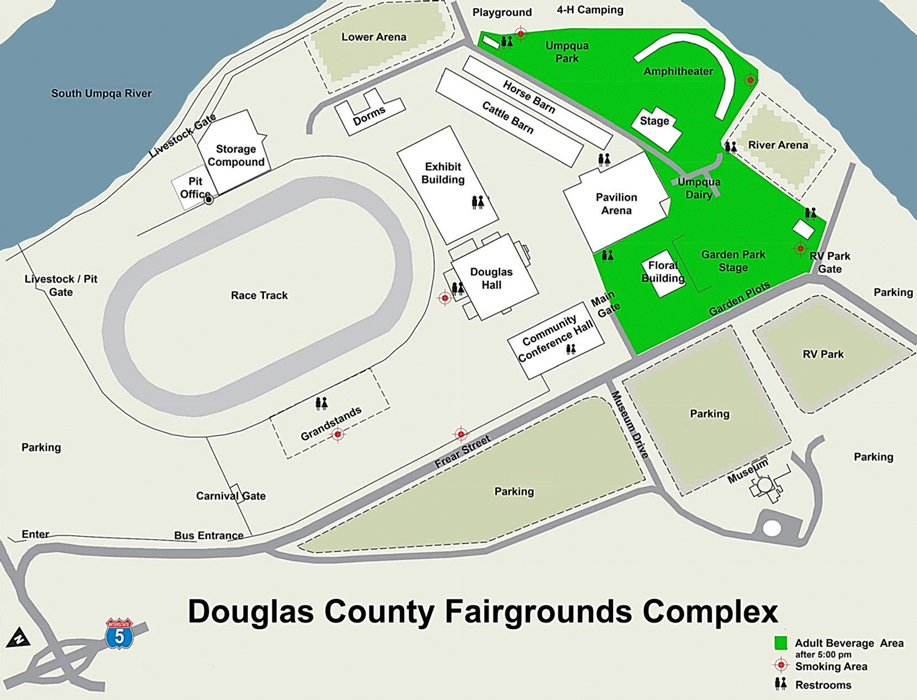 Playground
4-H Camping
Lower Arena
Umpqua
Park
Amphitheater
South Umpqa River
Horse Barn
Cattle Barn
Dorms
Stage
Livestock Gate
Storage
Compound
River Arena
Exhibit
Building
Pit
Office
Pavilion
Arena
Umpqua
Dairy
Livestock / Pit
Gate
Race Track
Douglas
Hall
Floral
Building
Garden Park
Stage
RV Park
Gate
Garden Plots
Main
Gate
Parking
Community
Conference Hall
RV Park
Grandstands
Museum Drive
Parking
Parking
Frear Street
Museum
Parking
Carnival Gate
Parking
Enter
Bus Entrance
Douglas County Fairgrounds Complex
N
INTERSTATE
5
Adult Beverage Area
after 5:00 pm
Smoking Area
Restrooms